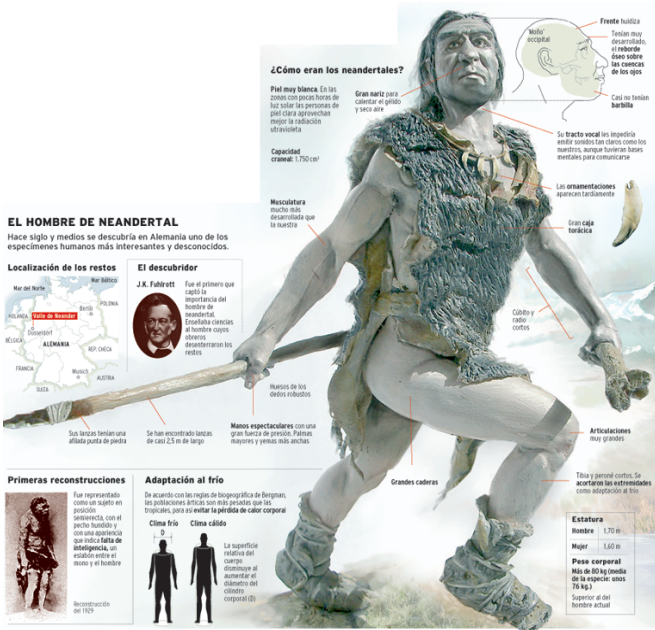 ¿Cómo eran los neandertales?
Piel muy blanca. En las
zonas con pocas horas de
luz solar las personas de
piel clara aprovechan
mejor la radiación
utravioleta
Capacidad
craneal: 1.750 cm³
Gran nariz para
calentar el gélido
y seco aire
Moño
occipital
Frente huidiza
Tenían muy
desarrollado,
el reborde
óseo sobre
las cuencas
de los ojos
Casi no tenían
barbilla
Su tracto vocal les impediría
emitir sonidos tan claros como los
nuestros, aunque tuvieran bases
mentales para comunicarse
Las ornamentaciones
aparecen tardíamente
Gran caja
torácica
Musculatura
mucho más
desarrollada que
la nuestra
EL HOMBRE DE NEANDERTAL
Hace siglo y medios se descubría en Alemania uno de los
especímenes humanos más interesantes y desconocidos.
Localización de los restos
Mar del Norte
Mar Báltico
HOLANDA
Valle de Neander
Berlín
POLONIA
Dusseldorf
BÉLGICA
ALEMANIA
REP. CHECA
FRANCIA
Munich
AUSTRIA
SUIZA
El descubridor
J.K. Fuhlrott
Fue el primero que
captó la
importancia del
hombre de
neandertal.
Enseñaba ciencias
al hombre cuyos
obreros
desenterraron los
restos
Cúbito y
radio
cortos
Sus lanzas tenían una
afilada punta de piedra
Se han encontrado lanzas
de casi 2,5 m de largo
Huesos de los
dedos robustos
Manos espectaculares con una
gran fuerza de presión. Palmas
mayores y yemas más anchas
Grandes caderas
Articulaciones
muy grandes
Tibia y peroné cortos. Se
acortaron las extremidades
como adaptación al frío
Primeras reconstrucciones
Fue representado
como un sujeto en
posición
semierecta, con el
pecho hundido y
con una apariencia
que indica falta de
inteligencia, un
eslabón entre el
mono y el hombre
Reconstrucción
del 1929
Adaptación al frío
De acuerdo con las reglas de biogeográfica de Bergman,
las poblaciones árticas son más pesadas que las
tropicales, para así evitar la pérdida de calor corporal
Clima frío
Clima cálido
D
La superficie
relativa del
cuerpo
disminuye al
aumentar el
diámetro del
cilindro
corporal (D)
Estatura
Hombre 1,70 m
Mujer 1,60 m
Peso corporal
Más de 80 kg (media
de la especie: unos
76 kg.)
Superior al del
hombre actual